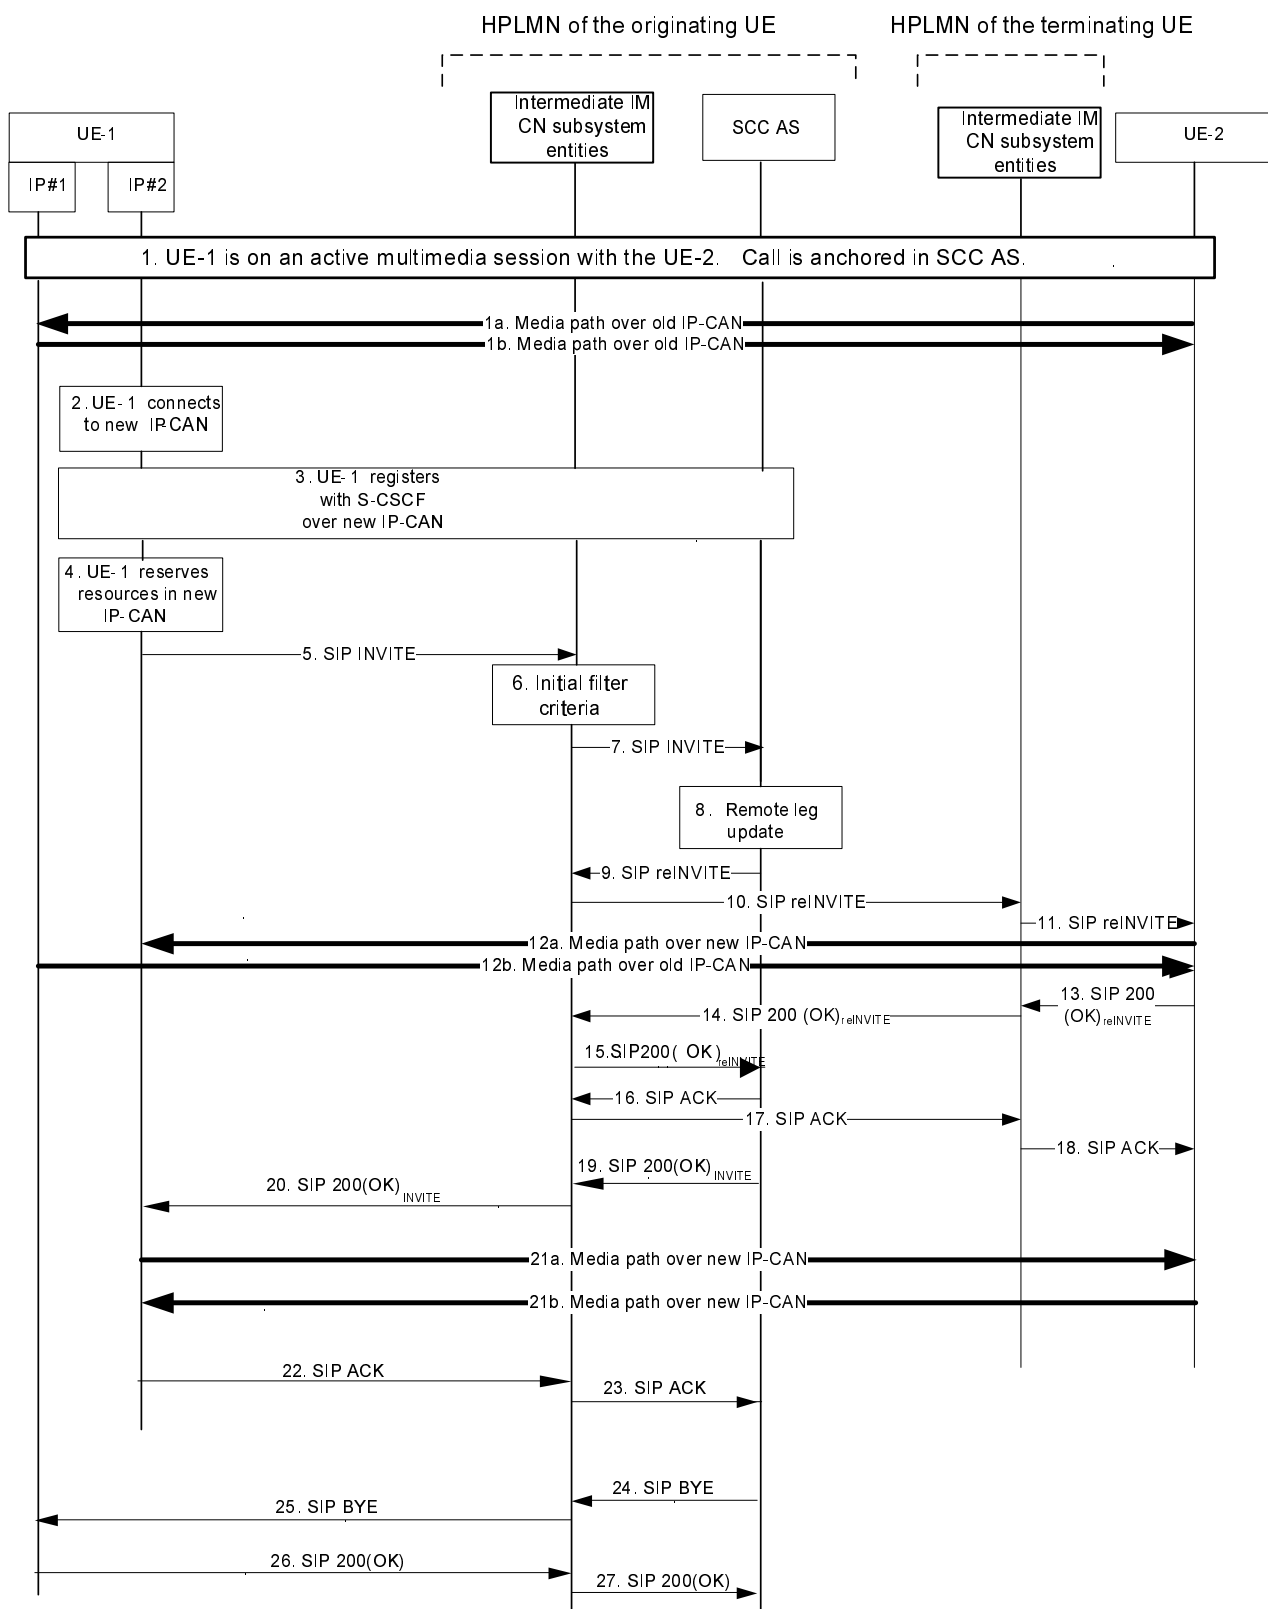 HPLMN of the originating UE
HPLMN of the terminating UE
Intermediate IM
CN subsystem
entities
SCC AS
Intermediate IM
CN subsystem
entities
UE-2
UE-1
IP#1
IP#2
1. UE-1 is on an active multimedia session with the UE-2. Call is anchored in SCC AS.
1a. Media path over old IP-CAN
1b. Media path over old IP-CAN
2. UE-1 connects
to new IP-CAN
3. UE-1 registers
with S-CSCF
over new IP-CAN
4. UE-1 reserves
resources in new
IP-CAN
5. SIP INVITE
6. Initial filter
criteria
7. SIP INVITE
8. Remote leg
update
9. SIP reINVITE
10. SIP reINVITE
11. SIP reINVITE
12a. Media path over new IP-CAN
12b. Media path over old IP-CAN
13. SIP 200
(OK)reINVITE
14. SIP 200 (OK)reINVITE
15.SIP200( OK)reINVITE
16. SIP ACK
17. SIP ACK
18. SIP ACK
19. SIP 200(OK)INVITE
20. SIP 200(OK)INVITE
21a. Media path over new IP-CAN
21b. Media path over new IP-CAN
22. SIP ACK
23. SIP ACK
24. SIP BYE
25. SIP BYE
26. SIP 200(OK)
27. SIP 200(OK)